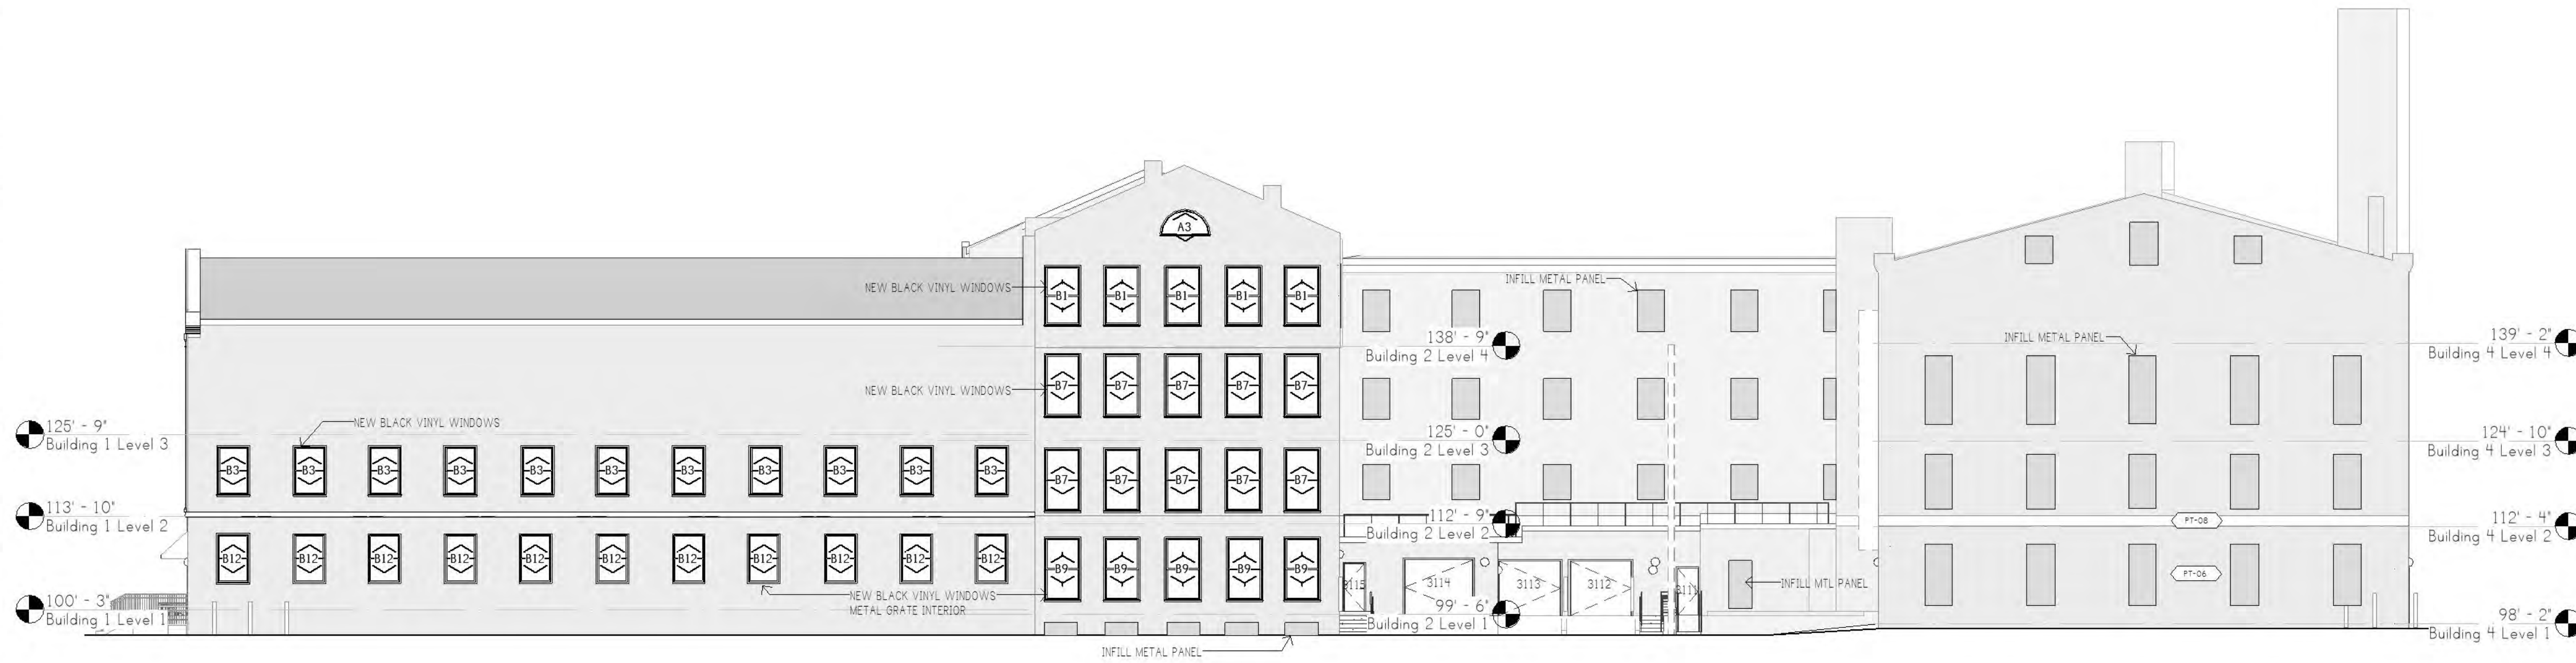 A3
NEW BLACK VINYL WINDOWS
B1 B1 B1 B1 B1
INFILL METAL PANEL
138' - 9"
Building 2 Level 4
INFILL METAL PANEL
139' - 2"
Building 4 Level 4
NEW BLACK VINYL WINDOWS
B7 B7 B7 B7 B7
125' - 9"
Building 1 Level 3
NEW BLACK VINYL WINDOWS
125' - 0"
Building 2 Level 3
124' - 10"
Building 4 Level 3
B3 B3 B3 B3 B3 B3 B3 B3 B3 B3 B3
B7 B7 B7 B7 B7
113' - 10"
Building 1 Level 2
112' - 9"
Building 2 Level 2
PT-08
112' - 4"
Building 4 Level 2
B12 B12 B12 B12 B12 B12 B12 B12 B12 B12 B12
B9 B9 B9 B9 B9
3115 3114 3113 3112 3111
INFILL MTL PANEL
PT-06
NEW BLACK VINYL WINDOWS
METAL GRATE INTERIOR
100' - 3"
Building 1 Level 1
99' - 6"
Building 2 Level 1
98' - 2"
Building 4 Level 1
INFILL METAL PANEL